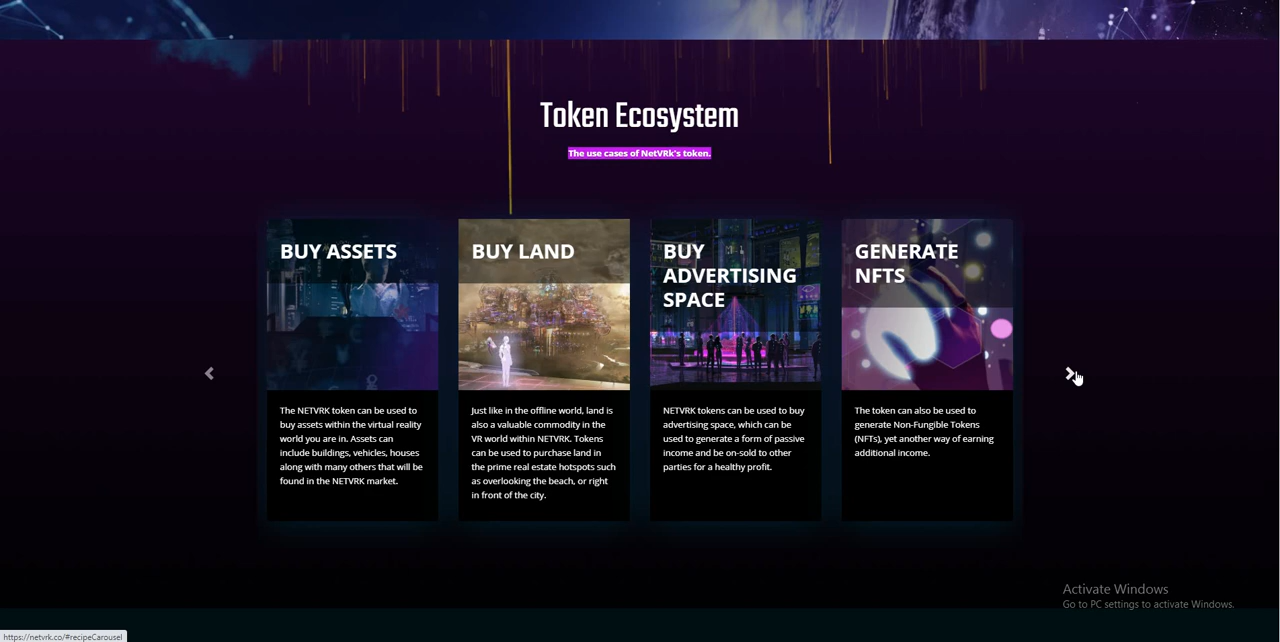 Token Ecosystem
The use cases of NetVRk's token.
BUY ASSETS
The NETVRK token can be used to
buy assets within the virtual reality
world you are in. Assets can
include buildings, vehicles, houses
along with many others that will be
found in the NETVRK market.
BUY LAND
Just like in the offline world, land is
also a valuable commodity in the
VR world within NETVRK. Tokens
can be used to purchase land in
the prime real estate hotspots such
as overlooking the beach, or right
in front of the city.
BUY
ADVERTISING
SPACE
NETVRK tokens can be used to buy
advertising space, which can be
used to generate a form of passive
income and be on-sold to other
parties for a healthy profit.
GENERATE
NFTS
The token can also be used to
generate Non-Fungible Tokens
(NFTs), yet another way of earning
additional income.
Activate Windows
Go to PC settings to activate Windows.
https://netvrk.co/#recipeCarousel